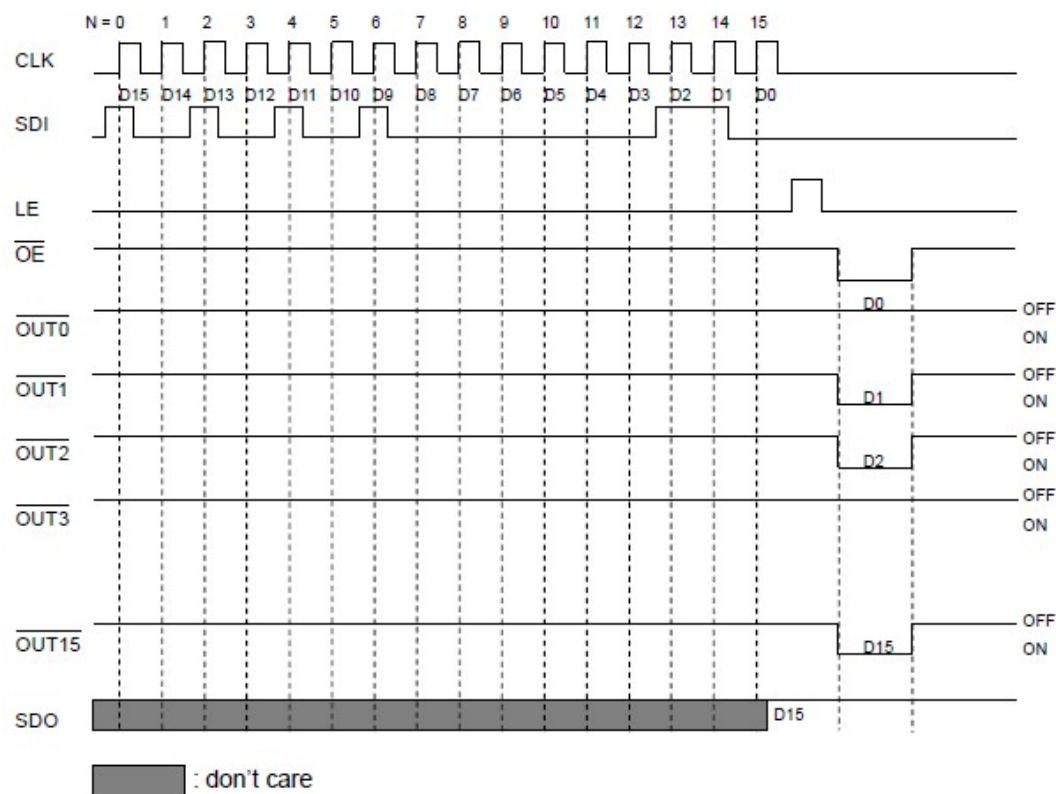 N = 0 1 2 3 4 5 6 7 8 9 10 11 12 13 14 15
CLK
D15 D14 D13 D12 D11 D10 D9 D8 D7 D6 D5 D4 D3 D2 D1 D0
SDI
LE
OE
D0
OFF
OUT0
ON
OFF
OUT1
D1
ON
OFF
OUT2
D2
ON
OFF
OUT3
ON
OFF
OUT15
D15
ON
SDO
D15
: don't care